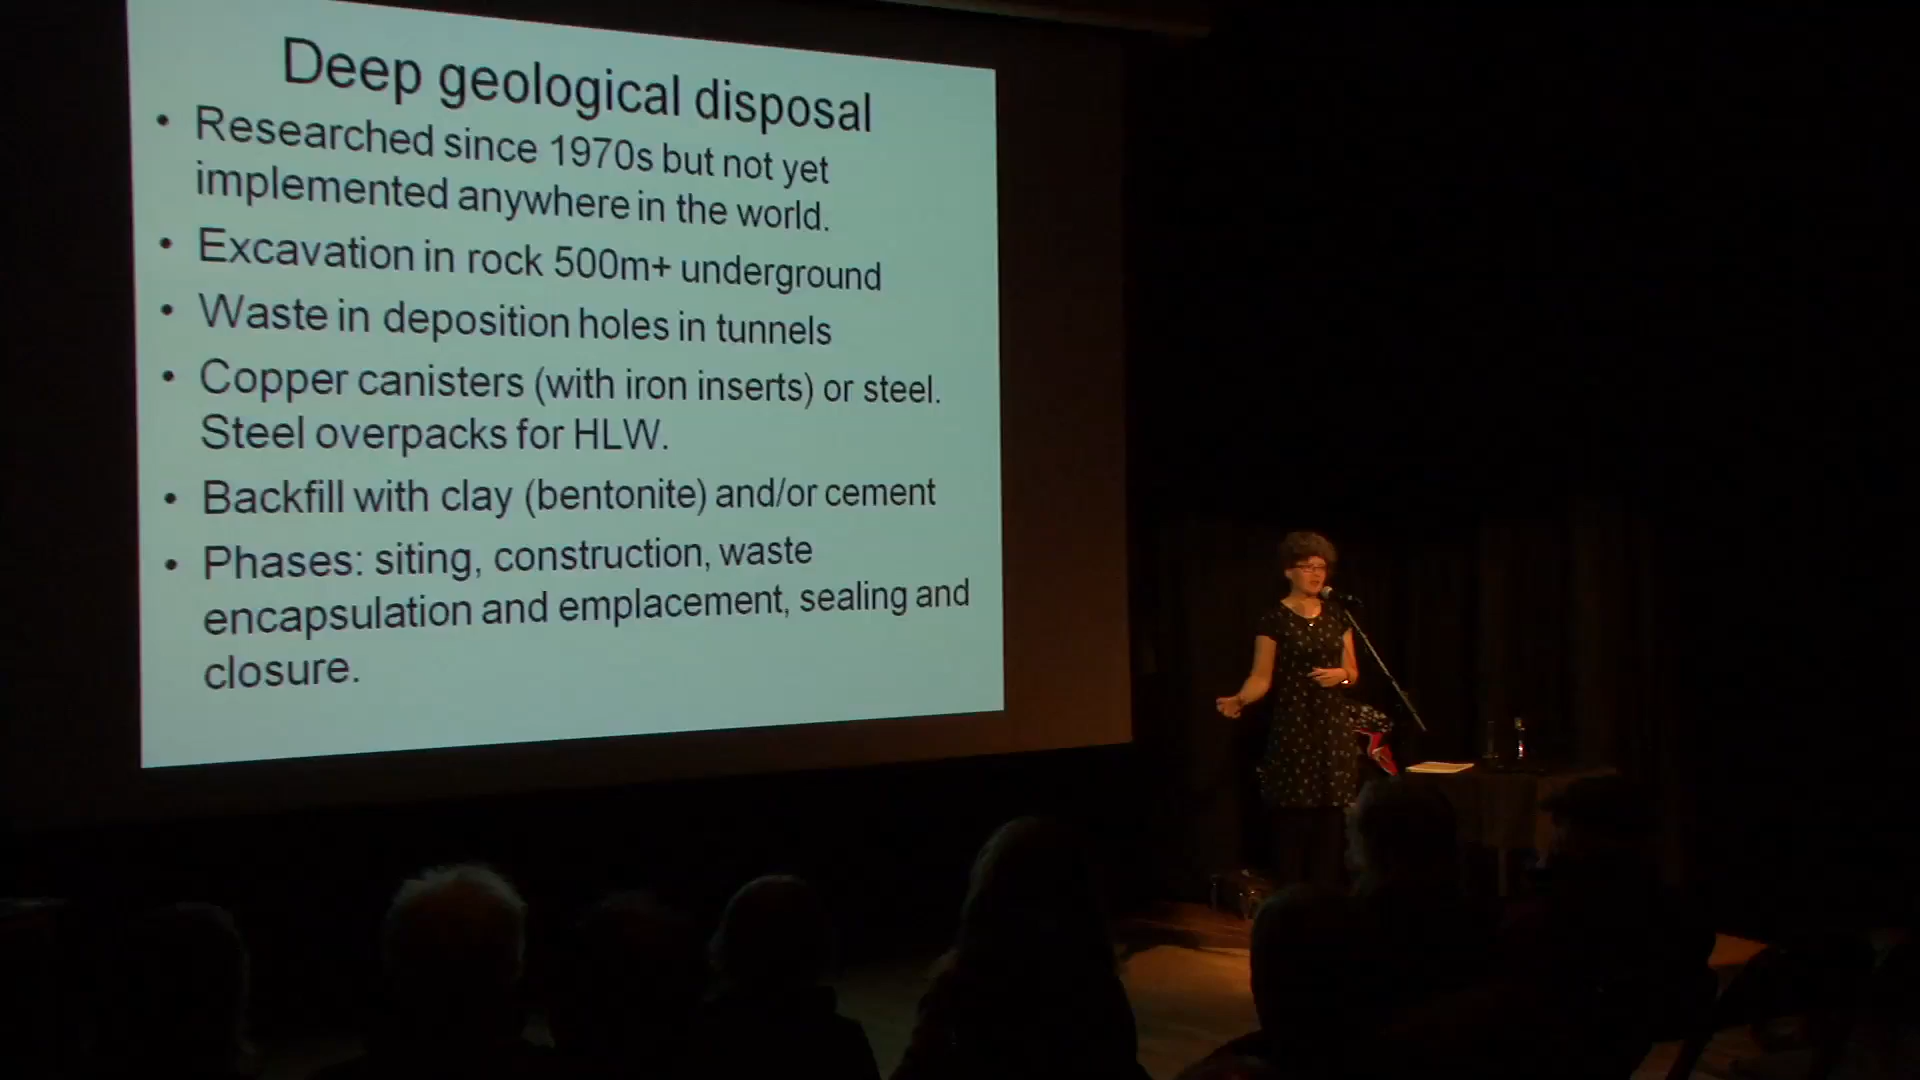 Deep geological disposal
• Researched since 1970s but not yet
implemented anywhere in the world.
• Excavation in rock 500m+ underground
• Waste in deposition holes in tunnels
• Copper canisters (with iron inserts) or steel.
Steel overpacks for HLW.
• Backfill with clay (bentonite) and/or cement
• Phases: siting, construction, waste
encapsulation and emplacement, sealing and
closure.